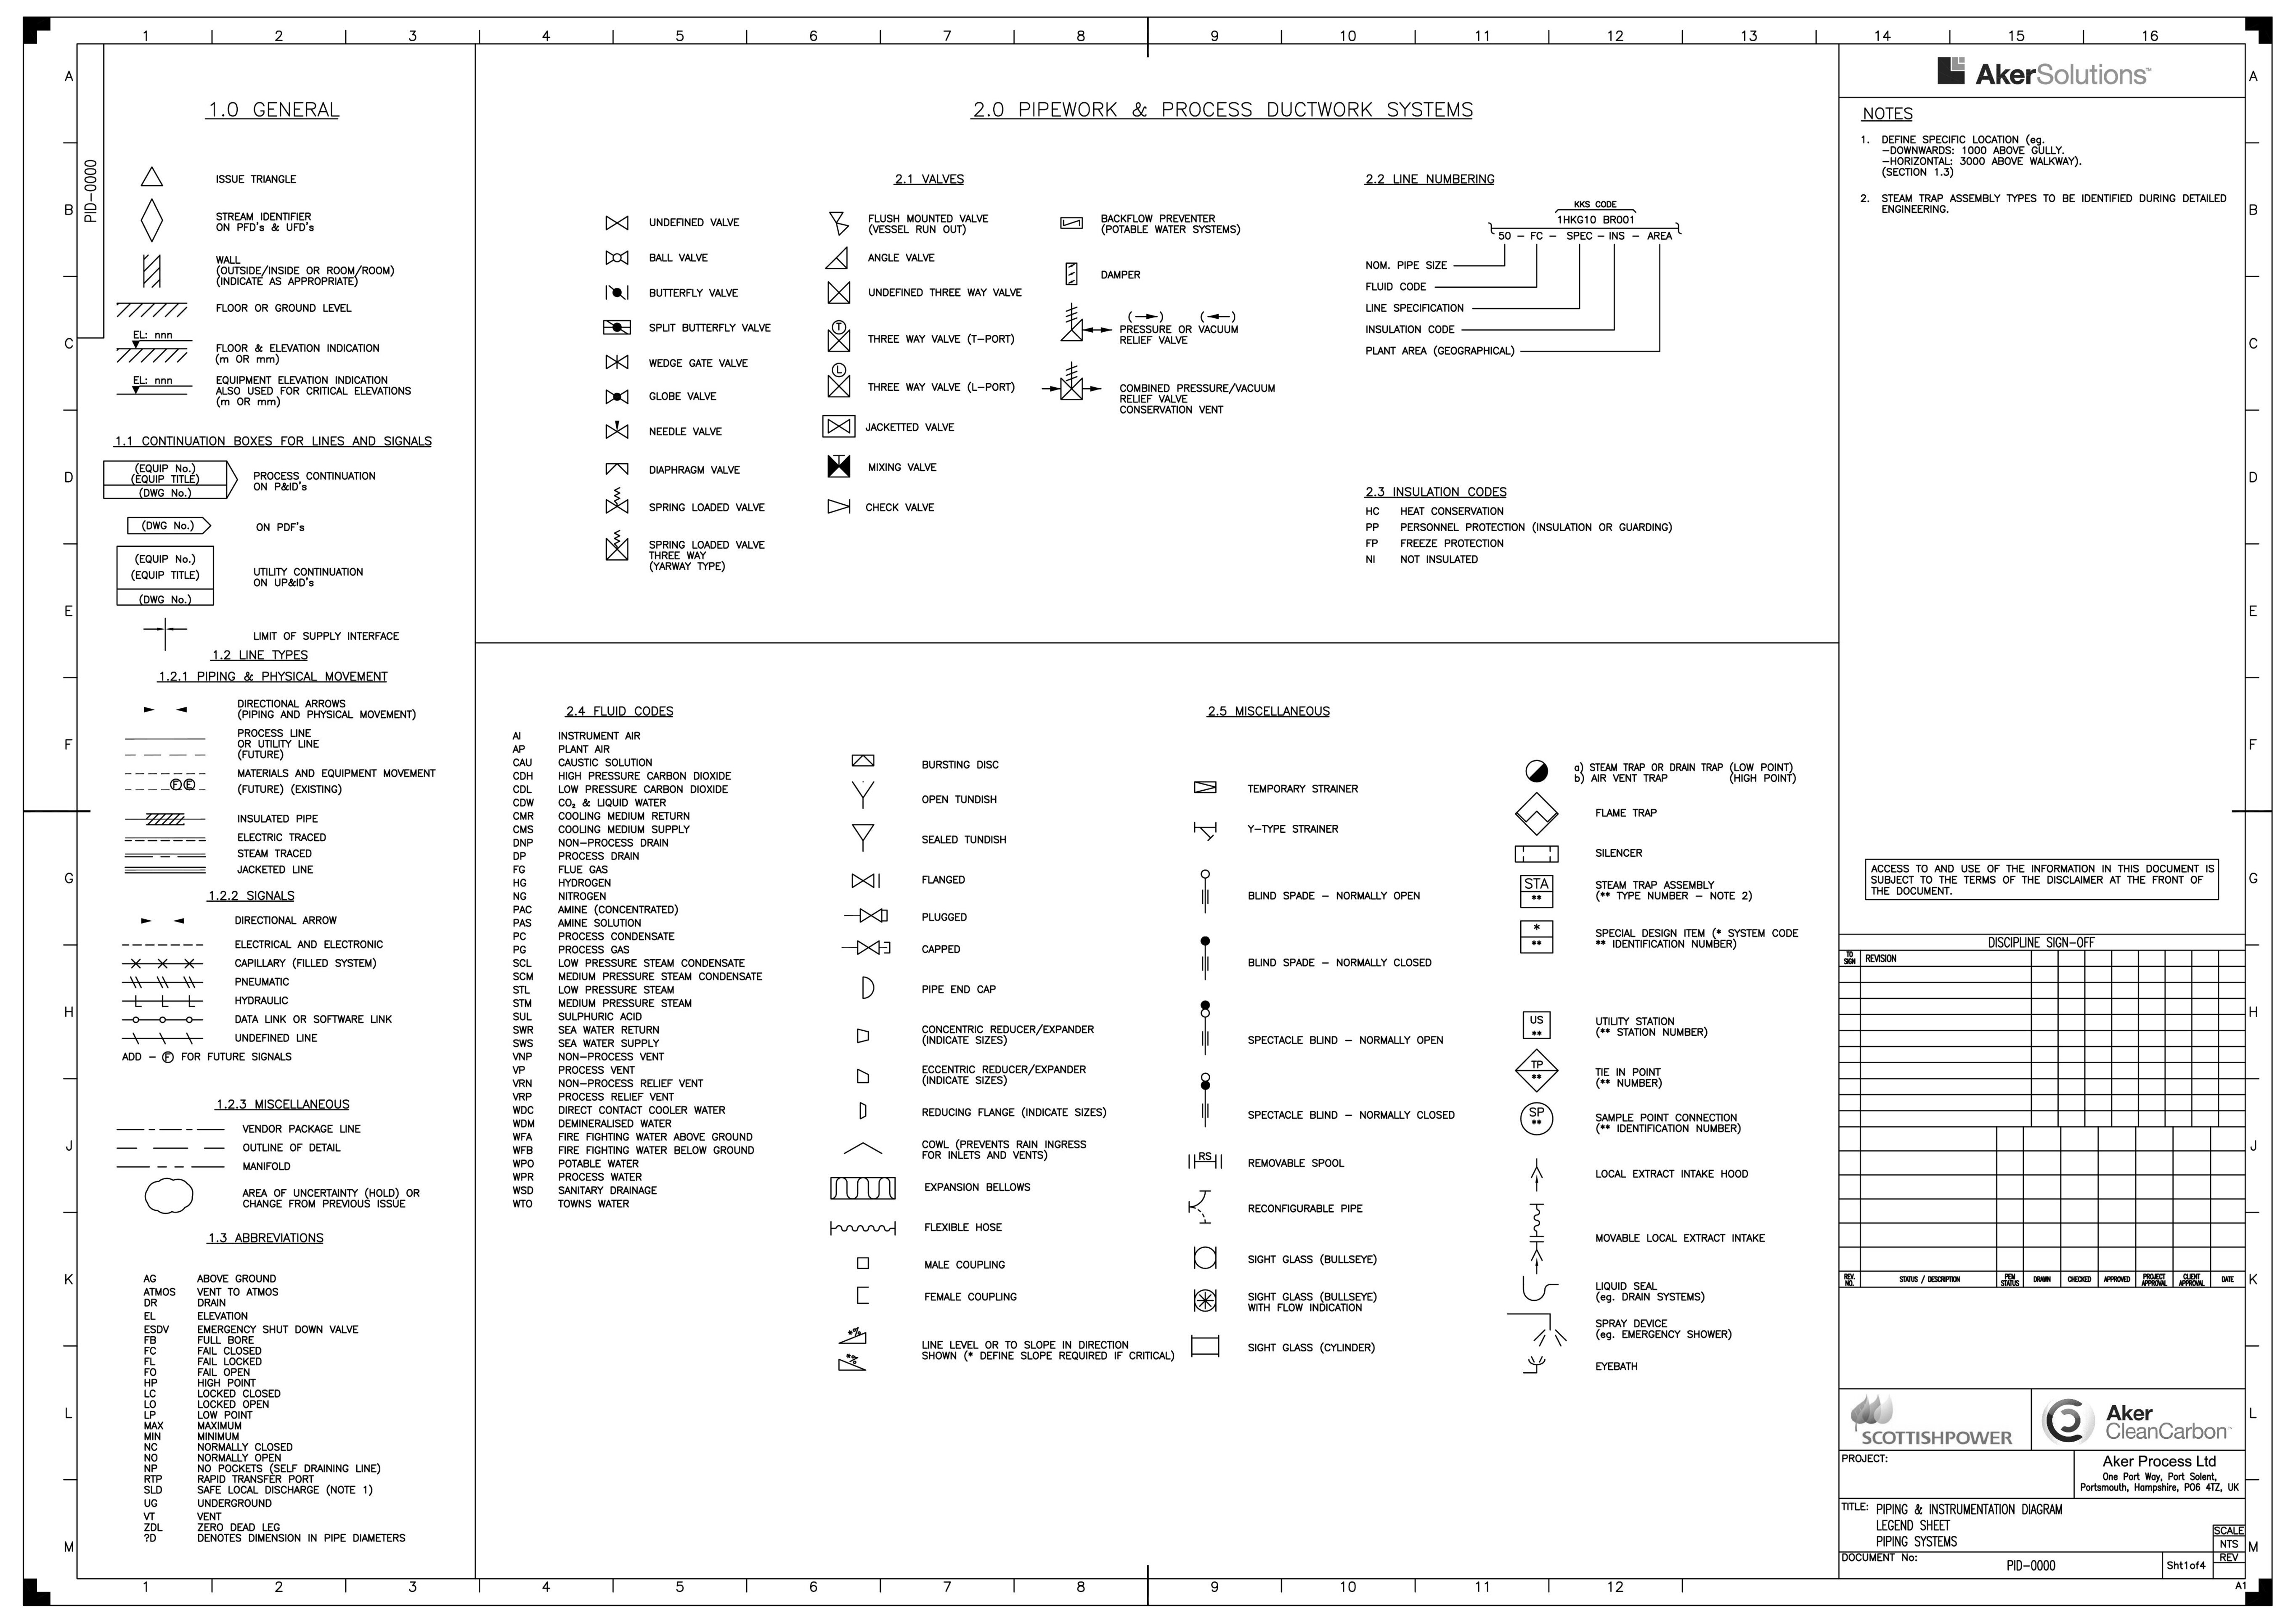 1 2 3 4 5 6 7 8 9 10 11 12 13 14 15 16
A
B
C
D
E
F
G
H
J
K
L
M
PID-0000
1.0 GENERAL
ISSUE TRIANGLE
STREAM IDENTIFIER
ON PFD's & UFD's
WALL
(OUTSIDE/INSIDE OR ROOM/ROOM)
(INDICATE AS APPROPRIATE)
FLOOR OR GROUND LEVEL
EL: nnn
FLOOR & ELEVATION INDICATION
(m OR mm)
EL: nnn
EQUIPMENT ELEVATION INDICATION
ALSO USED FOR CRITICAL ELEVATIONS
(m OR mm)
1.1 CONTINUATION BOXES FOR LINES AND SIGNALS
(EQUIP No.)
(EQUIP TITLE)
(DWG No.)
PROCESS CONTINUATION
ON P&ID's
(DWG No.)
ON PDF's
(EQUIP No.)
(EQUIP TITLE)
(DWG No.)
UTILITY CONTINUATION
ON UP&ID's
LIMIT OF SUPPLY INTERFACE
1.2 LINE TYPES
1.2.1 PIPING & PHYSICAL MOVEMENT
DIRECTIONAL ARROWS
(PIPING AND PHYSICAL MOVEMENT)
PROCESS LINE
OR UTILITY LINE
(FUTURE)
MATERIALS AND EQUIPMENT MOVEMENT
F E
(FUTURE) (EXISTING)
INSULATED PIPE
ELECTRIC TRACED
STEAM TRACED
JACKETED LINE
1.2.2 SIGNALS
DIRECTIONAL ARROW
ELECTRICAL AND ELECTRONIC
CAPILLARY (FILLED SYSTEM)
PNEUMATIC
HYDRAULIC
DATA LINK OR SOFTWARE LINK
UNDEFINED LINE
ADD - F FOR FUTURE SIGNALS
1.2.3 MISCELLANEOUS
VENDOR PACKAGE LINE
OUTLINE OF DETAIL
MANIFOLD
AREA OF UNCERTAINTY (HOLD) OR
CHANGE FROM PREVIOUS ISSUE
1.3 ABBREVIATIONS
AG ABOVE GROUND
ATMOS VENT TO ATMOS
DR DRAIN
EL ELEVATION
ESDV EMERGENCY SHUT DOWN VALVE
FB FULL BORE
FC FAIL CLOSED
FL FAIL LOCKED
FO FAIL OPEN
HP HIGH POINT
LC LOCKED CLOSED
LO LOCKED OPEN
LP LOW POINT
MAX MAXIMUM
MIN MINIMUM
NC NORMALLY CLOSED
NO NORMALLY OPEN
NP NO POCKETS (SELF DRAINING LINE)
RTP RAPID TRANSFER PORT
SLD SAFE LOCAL DISCHARGE (NOTE 1)
UG UNDERGROUND
VT VENT
ZDL ZERO DEAD LEG
?D DENOTES DIMENSION IN PIPE DIAMETERS
2.0 PIPEWORK & PROCESS DUCTWORK SYSTEMS
2.1 VALVES
UNDEFINED VALVE
BALL VALVE
BUTTERFLY VALVE
SPLIT BUTTERFLY VALVE
WEDGE GATE VALVE
GLOBE VALVE
NEEDLE VALVE
DIAPHRAGM VALVE
SPRING LOADED VALVE
SPRING LOADED VALVE
THREE WAY
(YARWAY TYPE)
FLUSH MOUNTED VALVE
(VESSEL RUN OUT)
ANGLE VALVE
UNDEFINED THREE WAY VALVE
T
THREE WAY VALVE (T-PORT)
L
THREE WAY VALVE (L-PORT)
JACKETTED VALVE
T
MIXING VALVE
CHECK VALVE
BACKFLOW PREVENTER
(POTABLE WATER SYSTEMS)
DAMPER
(→) (←)
PRESSURE OR VACUUM
RELIEF VALVE
COMBINED PRESSURE/VACUUM
RELIEF VALVE
CONSERVATION VENT
2.2 LINE NUMBERING
KKS CODE
1HKG10 BR001
50 - FC - SPEC - INS - AREA
NOM. PIPE SIZE
FLUID CODE
LINE SPECIFICATION
INSULATION CODE
PLANT AREA (GEOGRAPHICAL)
2.3 INSULATION CODES
HC HEAT CONSERVATION
PP PERSONNEL PROTECTION (INSULATION OR GUARDING)
FP FREEZE PROTECTION
NI NOT INSULATED
2.4 FLUID CODES
AI INSTRUMENT AIR
AP PLANT AIR
CAU CAUSTIC SOLUTION
CDH HIGH PRESSURE CARBON DIOXIDE
CDL LOW PRESSURE CARBON DIOXIDE
CDW CO₂ & LIQUID WATER
CMR COOLING MEDIUM RETURN
CMS COOLING MEDIUM SUPPLY
DNP NON-PROCESS DRAIN
DP PROCESS DRAIN
FG FLUE GAS
HG HYDROGEN
NG NITROGEN
PAC AMINE (CONCENTRATED)
PAS AMINE SOLUTION
PC PROCESS CONDENSATE
PG PROCESS GAS
SCL LOW PRESSURE STEAM CONDENSATE
SCM MEDIUM PRESSURE STEAM CONDENSATE
STL LOW PRESSURE STEAM
STM MEDIUM PRESSURE STEAM
SUL SULPHURIC ACID
SWR SEA WATER RETURN
SWS SEA WATER SUPPLY
VNP NON-PROCESS VENT
VP PROCESS VENT
VRN NON-PROCESS RELIEF VENT
VRP PROCESS RELIEF VENT
WDC DIRECT CONTACT COOLER WATER
WDM DEMINERALISED WATER
WFA FIRE FIGHTING WATER ABOVE GROUND
WFB FIRE FIGHTING WATER BELOW GROUND
WPO POTABLE WATER
WPR PROCESS WATER
WSD SANITARY DRAINAGE
WTO TOWNS WATER
2.5 MISCELLANEOUS
BURSTING DISC
OPEN TUNDISH
SEALED TUNDISH
FLANGED
PLUGGED
CAPPED
PIPE END CAP
CONCENTRIC REDUCER/EXPANDER
(INDICATE SIZES)
ECCENTRIC REDUCER/EXPANDER
(INDICATE SIZES)
REDUCING FLANGE (INDICATE SIZES)
COWL (PREVENTS RAIN INGRESS
FOR INLETS AND VENTS)
EXPANSION BELLOWS
FLEXIBLE HOSE
MALE COUPLING
FEMALE COUPLING
*%
*%
LINE LEVEL OR TO SLOPE IN DIRECTION
SHOWN (* DEFINE SLOPE REQUIRED IF CRITICAL)
TEMPORARY STRAINER
Y-TYPE STRAINER
BLIND SPADE - NORMALLY OPEN
BLIND SPADE - NORMALLY CLOSED
SPECTACLE BLIND - NORMALLY OPEN
SPECTACLE BLIND - NORMALLY CLOSED
RS
REMOVABLE SPOOL
RECONFIGURABLE PIPE
SIGHT GLASS (BULLSEYE)
SIGHT GLASS (BULLSEYE)
WITH FLOW INDICATION
SIGHT GLASS (CYLINDER)
a) STEAM TRAP OR DRAIN TRAP (LOW POINT)
b) AIR VENT TRAP (HIGH POINT)
FLAME TRAP
SILENCER
STA
**
STEAM TRAP ASSEMBLY
(** TYPE NUMBER - NOTE 2)
*
**
SPECIAL DESIGN ITEM (* SYSTEM CODE
** IDENTIFICATION NUMBER)
US
**
UTILITY STATION
(** STATION NUMBER)
TP
**
TIE IN POINT
(** NUMBER)
SP
**
SAMPLE POINT CONNECTION
(** IDENTIFICATION NUMBER)
LOCAL EXTRACT INTAKE HOOD
MOVABLE LOCAL EXTRACT INTAKE
LIQUID SEAL
(eg. DRAIN SYSTEMS)
SPRAY DEVICE
(eg. EMERGENCY SHOWER)
EYEBATH
AkerSolutions™
NOTES
1. DEFINE SPECIFIC LOCATION (eg.
-DOWNWARDS: 1000 ABOVE GULLY.
-HORIZONTAL: 3000 ABOVE WALKWAY).
(SECTION 1.3)
2. STEAM TRAP ASSEMBLY TYPES TO BE IDENTIFIED DURING DETAILED
ENGINEERING.
ACCESS TO AND USE OF THE INFORMATION IN THIS DOCUMENT IS
SUBJECT TO THE TERMS OF THE DISCLAIMER AT THE FRONT OF
THE DOCUMENT.
DISCIPLINE SIGN-OFF
TO SIGN REVISION
REV. NO. STATUS / DESCRIPTION PEM STATUS DRAWN CHECKED APPROVED PROJECT APPROVAL CLIENT APPROVAL DATE
SCOTTISHPOWER
Aker
CleanCarbon™
PROJECT:
Aker Process Ltd
One Port Way, Port Solent,
Portsmouth, Hampshire, PO6 4TZ, UK
TITLE: PIPING & INSTRUMENTATION DIAGRAM
LEGEND SHEET
PIPING SYSTEMS
SCALE
NTS
DOCUMENT No:
PID-0000
Sht1of4
REV
A1
A
B
C
D
E
F
G
H
J
K
L
M
1 2 3 4 5 6 7 8 9 10 11 12